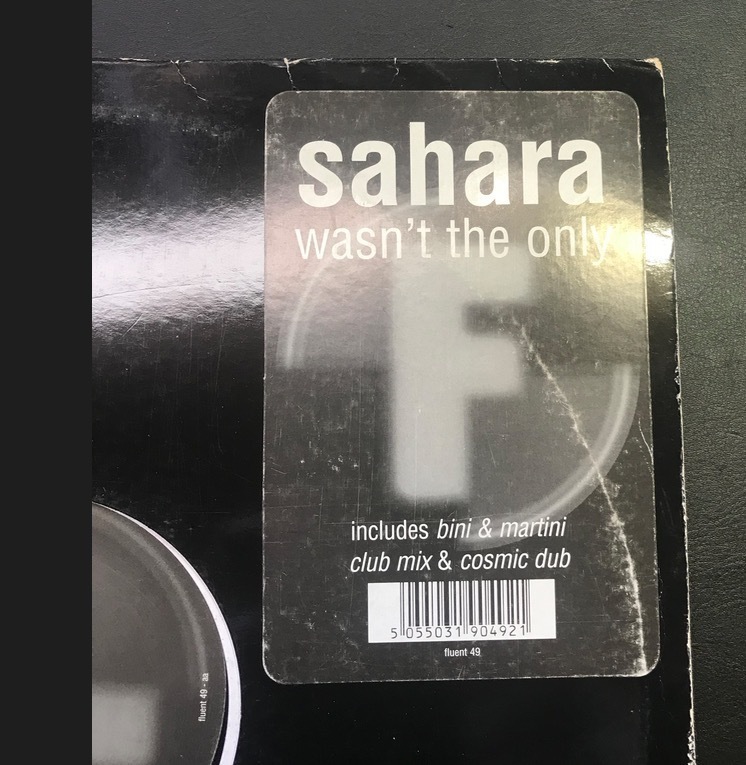 sahara
wasn't the only
F
includes bini & martini
club mix & cosmic dub
5 055031 904921
fluent 49
fluent 49 - aa